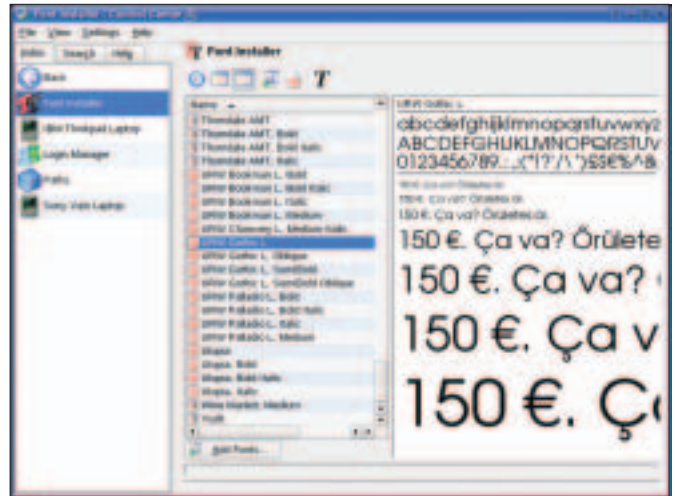 Font Installer - Control Center
File View Settings Help
Index Search Help
Font Installer
Back
Font Installer
IBM Thinkpad Laptop
Login Manager
Paths
Sony Vaio Laptop
Name
Thorndale AMT
Thorndale AMT, Bold
Thorndale AMT, Bold Italic
Thorndale AMT, Italic
URW Bookman L, Bold
URW Bookman L, Bold Italic
URW Bookman L, Italic
URW Bookman L, Medium
URW Chancery L, Medium Italic
URW Gothic L
URW Gothic L, Oblique
URW Gothic L, SemiBold
URW Gothic L, SemiBold Oblique
URW Palladio L, Bold
URW Palladio L, Bold Italic
URW Palladio L, Italic
URW Palladio L, Medium
Utopia
Utopia, Bold
Utopia, Bold Italic
Utopia, Italic
Add Fonts...
URW Gothic L
abcdefghijklmnopqrstuvwxyz
ABCDEFGHIJKLMNOPQRSTUV
0123456789
150 €. Ça va? Örületes
150 €. Ça va? Örületes
150 €. Ça va? Örülete
150 €. Ça va?
150 €. Ça v
150 €. Ç